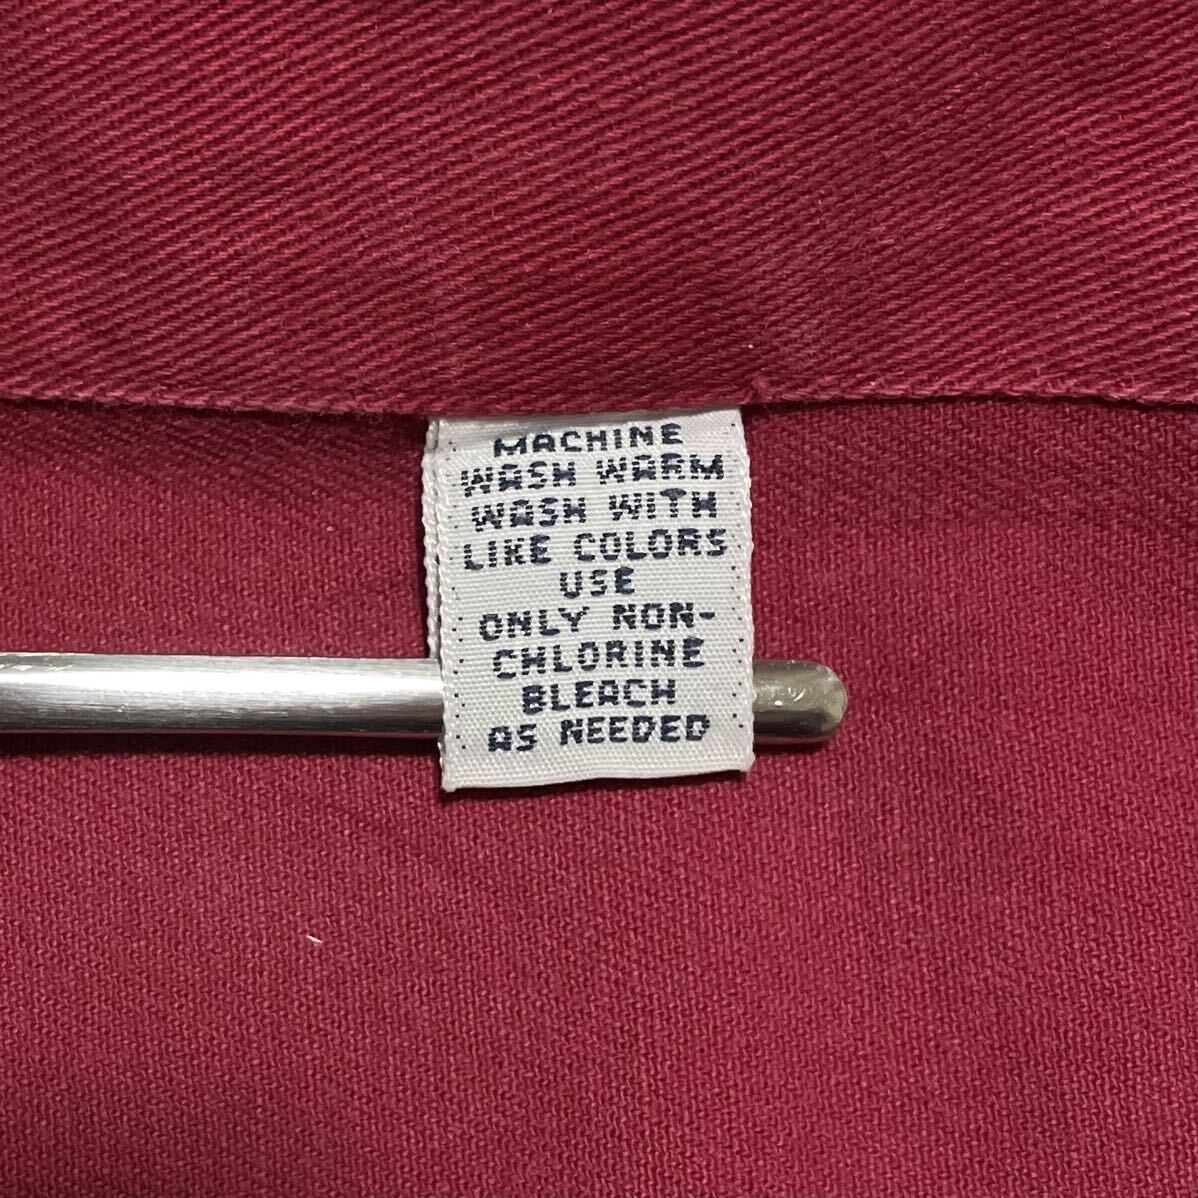 MACHINE
WASH WARM
WASH WITH
LIKE COLORS
USE
ONLY NON-
CHLORINE
BLEACH
AS NEEDED